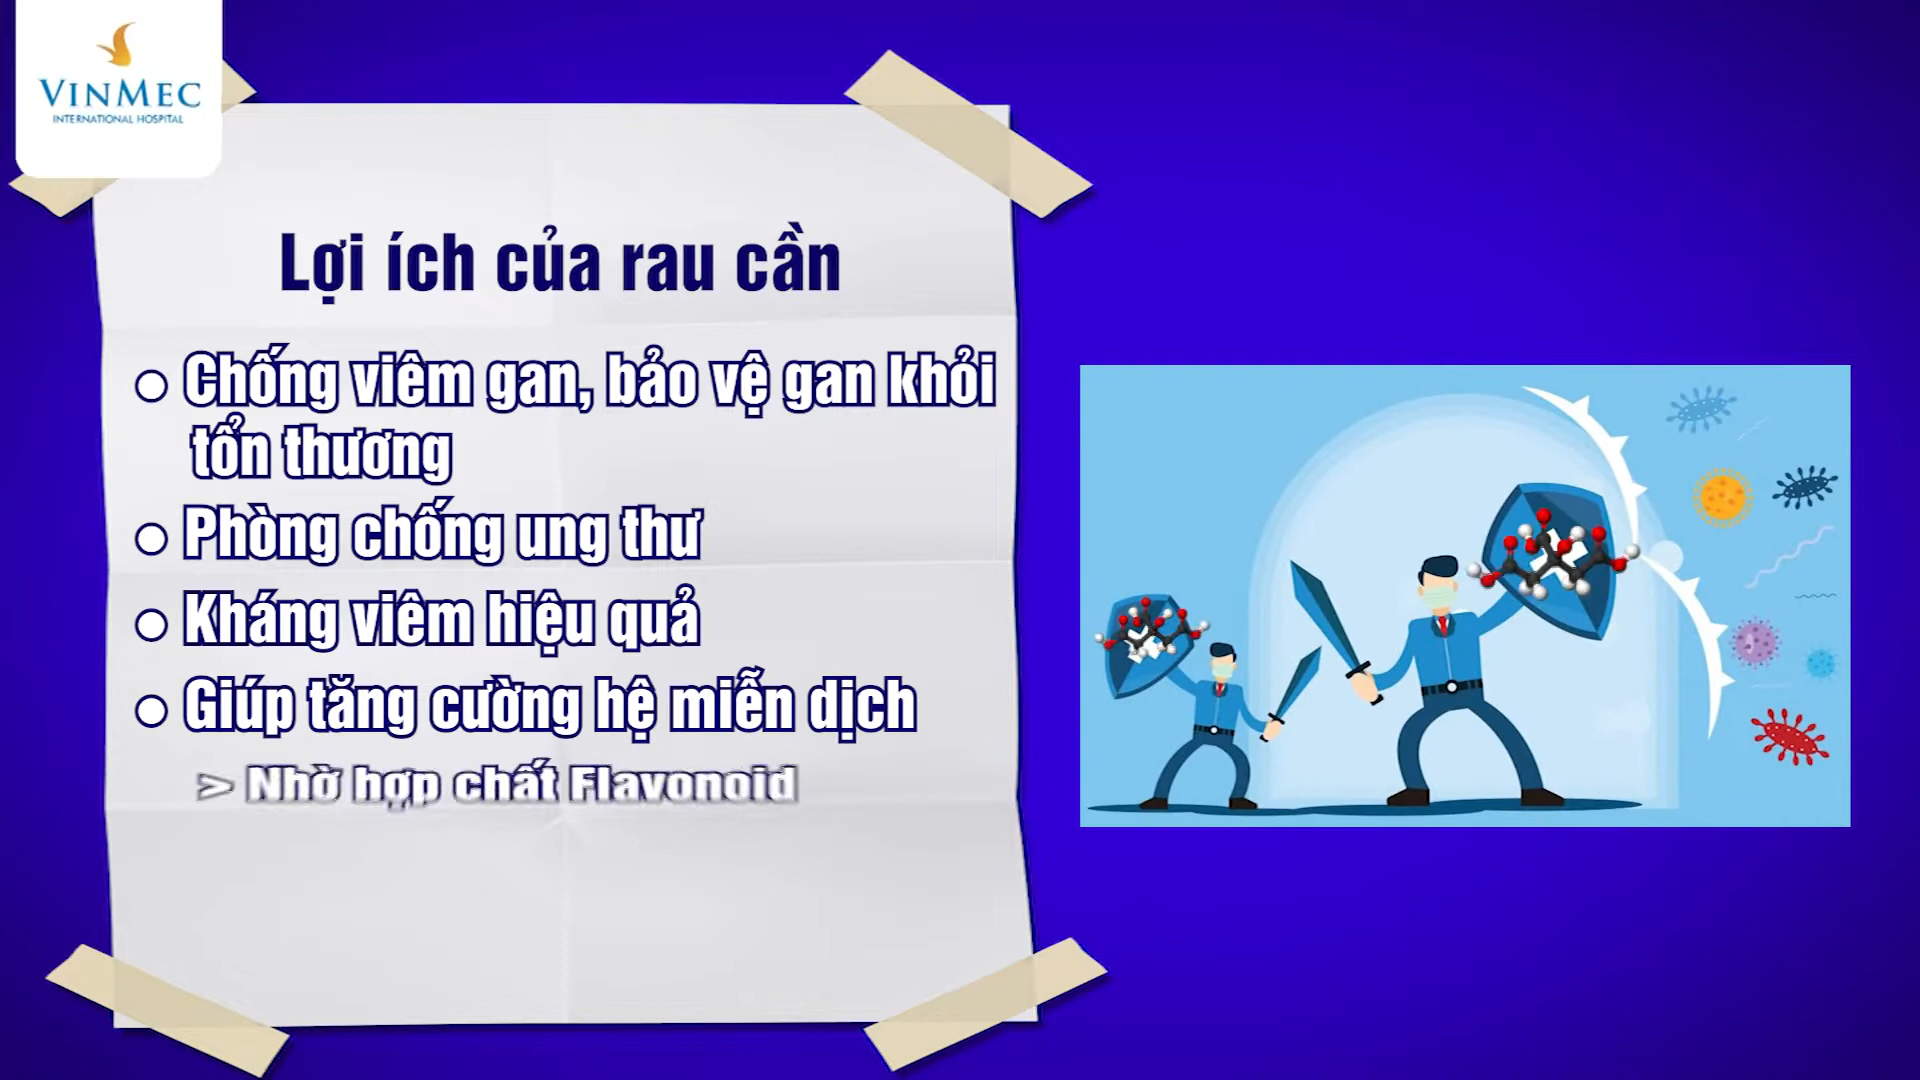 VINMEC
INTERNATIONAL HOSPITAL
Lợi ích của rau cần
• Chống viêm gan, bảo vệ gan khỏi
tổn thương
• Phòng chống ung thư
• Kháng viêm hiệu quả
• Giúp tăng cường hệ miễn dịch
> Nhờ hợp chất Flavonoid